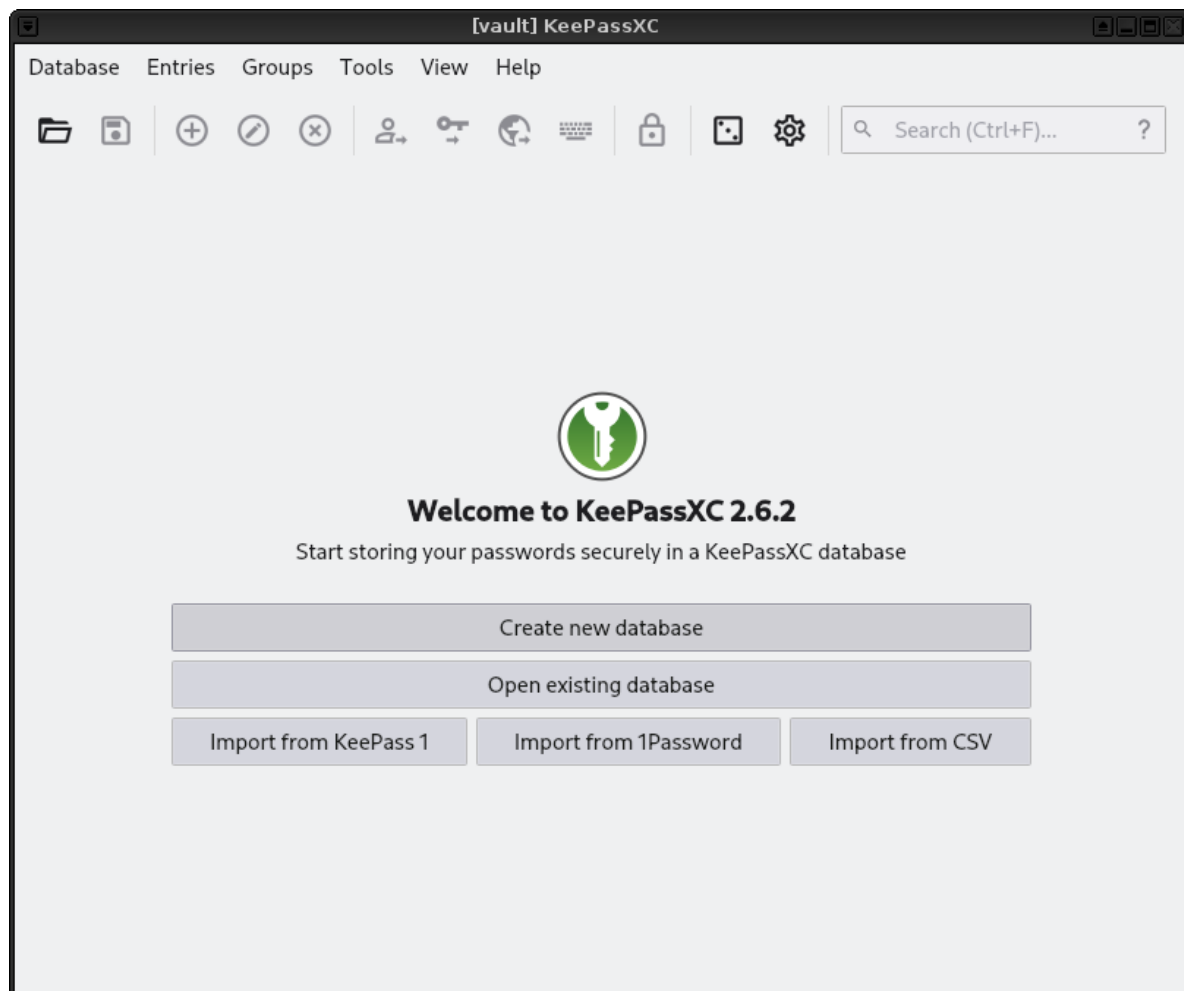 [vault] KeePassXC
Database Entries Groups Tools View Help
Search (Ctrl+F)... ?
Welcome to KeePassXC 2.6.2
Start storing your passwords securely in a KeePassXC database
Create new database
Open existing database
Import from KeePass 1 Import from 1Password Import from CSV